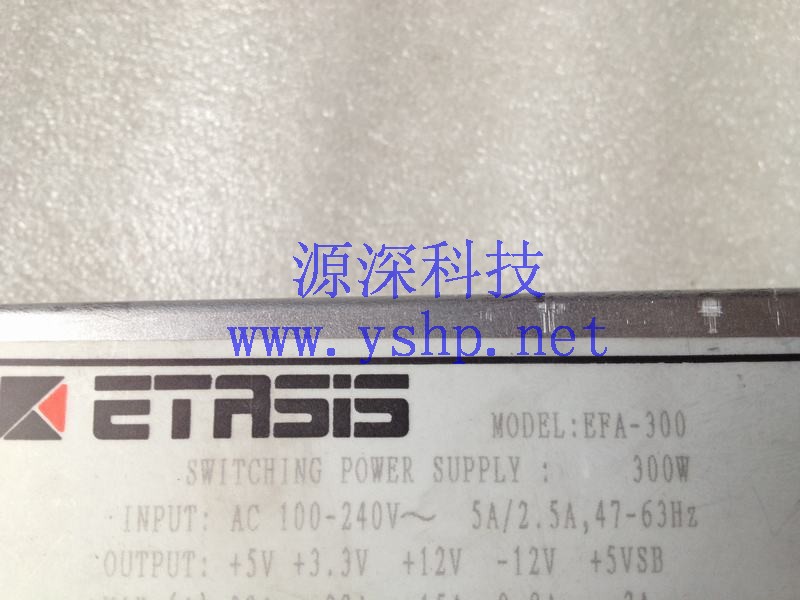 源深科技
www.yshp.net
ETASIS MODEL:EFA-300
SWITCHING POWER SUPPLY : 300W
INPUT: AC 100-240V～ 5A/2.5A,47-63Hz
OUTPUT: +5V +3.3V +12V -12V +5VSB